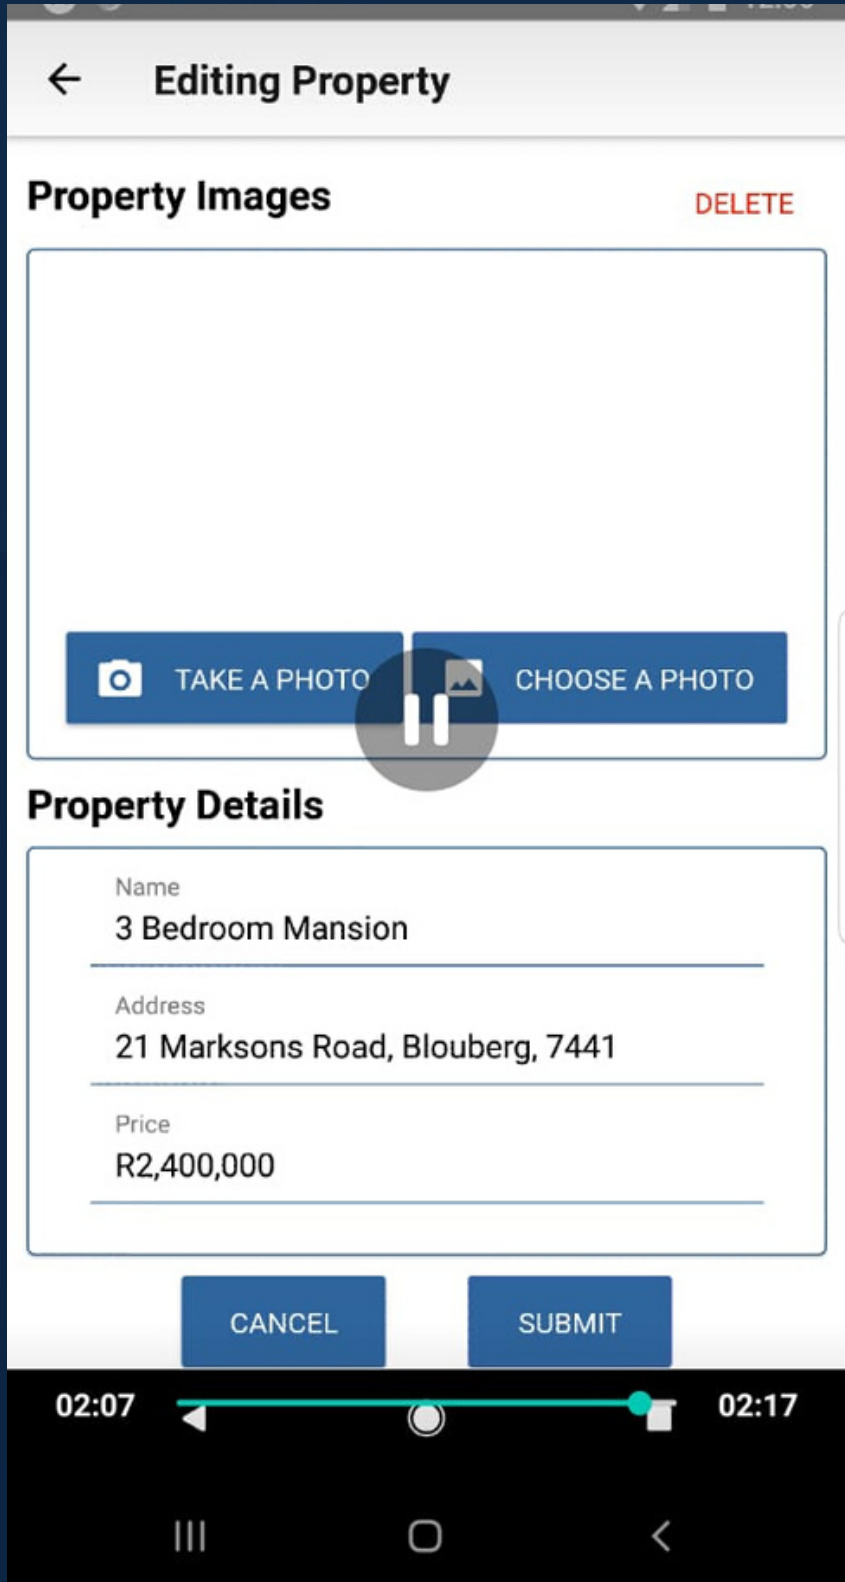 Editing Property
Property Images
DELETE
TAKE A PHOTO
CHOOSE A PHOTO
Property Details
Name
3 Bedroom Mansion
Address
21 Marksons Road, Blouberg, 7441
Price
R2,400,000
CANCEL
SUBMIT
02:07
02:17